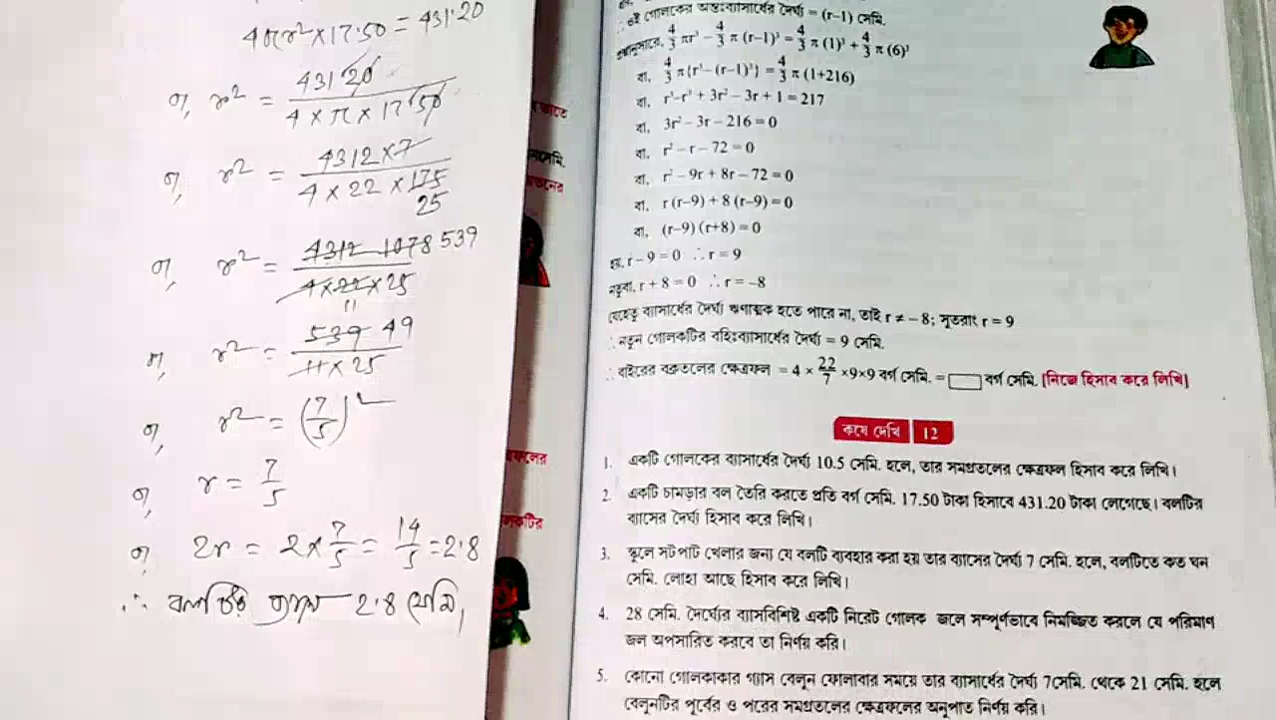 4πr² × 17.50 = 431.20
বা, r² = 43120 / 4 × π × 1750
বা, r² = 4312 × 7 / 4 × 22 × 175
25
বা, r² = 4312 1078 539 / 4 × 22 × 25
11
বা, r² = 539 49 / 11 × 25
বা, r² = (7/5)²
বা, r = 7/5
বা, 2r = 2 × 7/5 = 14/5 = 2.8
∴ বলটির ব্যাস 2.8 সেমি,
ভাতে
সেমি.
তনের
ফলের
লকটির
∴ ওই গোলকের অন্তঃব্যাসার্ধের দৈর্ঘ্য = (r–1) সেমি.
প্রশ্নানুসারে, 4/3 πr³ – 4/3 π (r–1)³ = 4/3 π (1)³ + 4/3 π (6)³
বা, 4/3 π{r³–(r–1)³} = 4/3 π (1+216)
বা, r³–r³ + 3r² – 3r + 1 = 217
বা, 3r² – 3r – 216 = 0
বা, r² – r – 72 = 0
বা, r² – 9r + 8r – 72 = 0
বা, r (r–9) + 8 (r–9) = 0
বা, (r–9) (r+8) = 0
হয়, r – 9 = 0 ∴ r = 9
নতুবা, r + 8 = 0 ∴ r = –8
যেহেতু ব্যাসার্ধের দৈর্ঘ্য ঋণাত্মক হতে পারে না, তাই r ≠ – 8; সুতরাং r = 9
∴ নতুন গোলকটির বহিঃব্যাসার্ধের দৈর্ঘ্য = 9 সেমি.
∴ বাইরের বক্রতলের ক্ষেত্রফল = 4 × 22/7 ×9×9 বর্গ সেমি. = □ বর্গ সেমি. [নিজে হিসাব করে লিখি]
কষে দেখি 12
1. একটি গোলকের ব্যাসার্ধের দৈর্ঘ্য 10.5 সেমি. হলে, তার সমগ্রতলের ক্ষেত্রফল হিসাব করে লিখি।
2. একটি চামড়ার বল তৈরি করতে প্রতি বর্গ সেমি. 17.50 টাকা হিসাবে 431.20 টাকা লেগেছে। বলটির
ব্যাসের দৈর্ঘ্য হিসাব করে লিখি।
3. স্কুলে সটপাট খেলার জন্য যে বলটি ব্যবহার করা হয় তার ব্যাসের দৈর্ঘ্য 7 সেমি. হলে, বলটিতে কত ঘন
সেমি. লোহা আছে হিসাব করে লিখি।
4. 28 সেমি. দৈর্ঘ্যের ব্যাসবিশিষ্ট একটি নিরেট গোলক জলে সম্পূর্ণভাবে নিমজ্জিত করলে যে পরিমাণ
জল অপসারিত করবে তা নির্ণয় করি।
5. কোনো গোলকাকার গ্যাস বেলুন ফোলাবার সময়ে তার ব্যাসার্ধের দৈর্ঘ্য 7সেমি. থেকে 21 সেমি. হলে
বেলুনটির পূর্বের ও পরের সমগ্রতলের ক্ষেত্রফলের অনুপাত নির্ণয় করি।